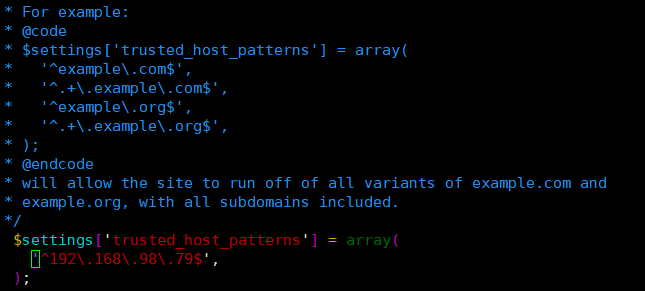 * For example:
* @code
* $settings['trusted_host_patterns'] = array(
*   '^example\.com$',
*   '^.+\.example\.com$',
*   '^example\.org$',
*   '^.+\.example\.org$',
* );
* @endcode
* will allow the site to run off of all variants of example.com and
* example.org, with all subdomains included.
*/
 $settings['trusted_host_patterns'] = array(
   '^192\.168\.98\.79$',
 );